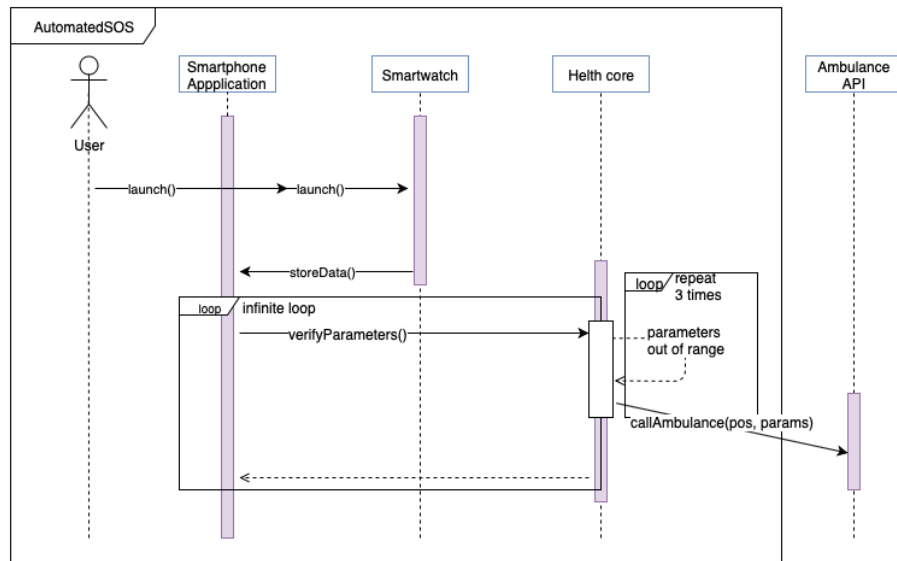 AutomatedSOS
Smartphone
Appplication
Smartwatch
Helth core
Ambulance
API
User
launch()
launch()
storeData()
loop
repeat
3 times
loop
infinite loop
verifyParameters()
parameters
out of range
callAmbulance(pos, params)